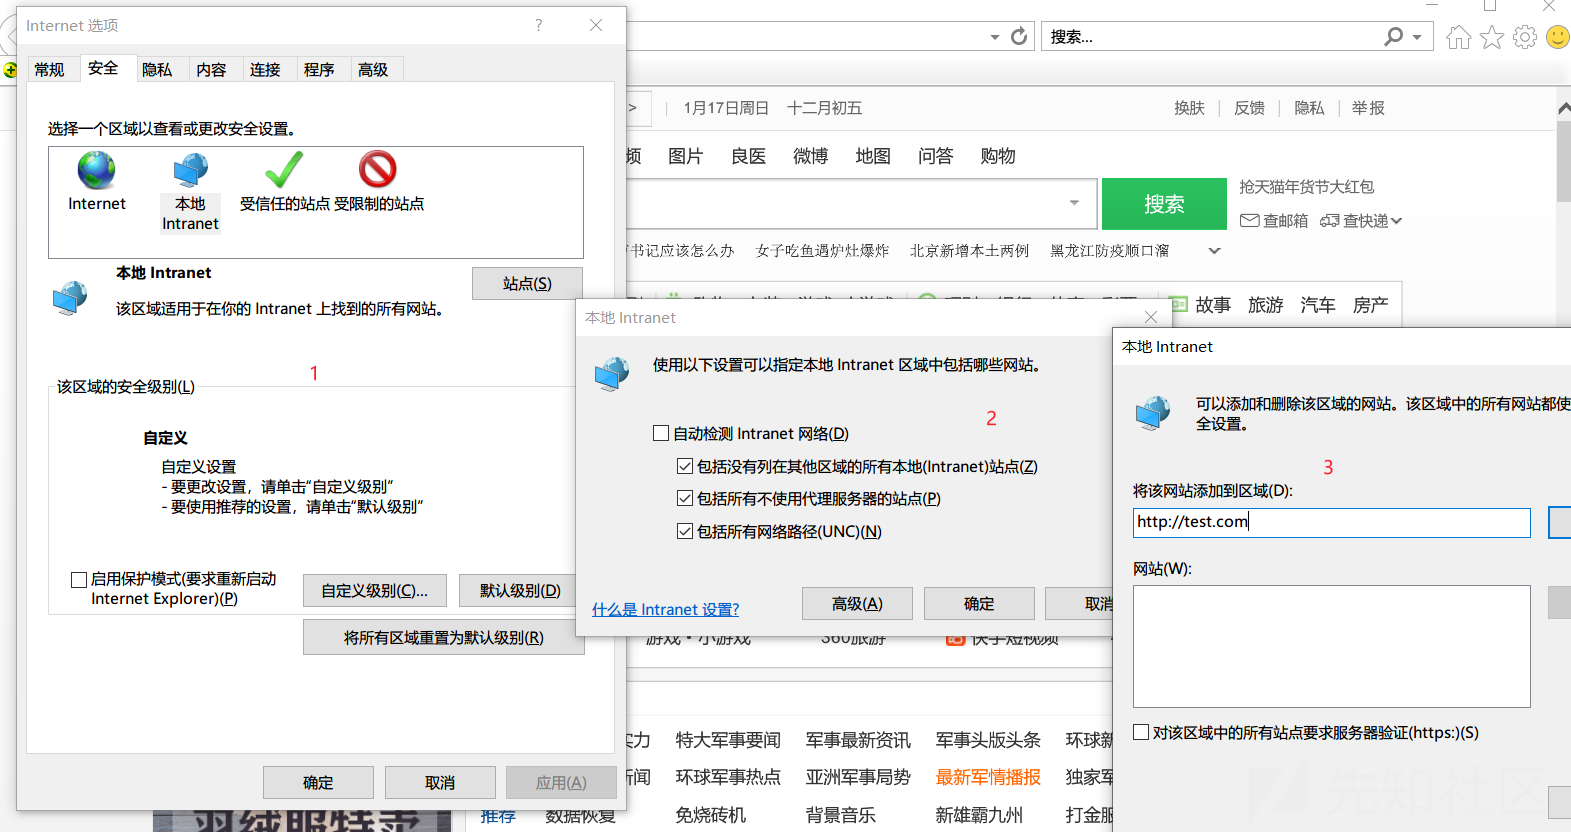 Internet 选项
?
常规
安全
隐私
内容
连接
程序
高级
选择一个区域以查看或更改安全设置。
Internet
本地
Intranet
受信任的站点
受限制的站点
本地 Intranet
站点(S)
该区域适用于在你的 Intranet 上找到的所有网站。
1
该区域的安全级别(L)
自定义
自定义设置
- 要更改设置，请单击“自定义级别”
- 要使用推荐的设置，请单击“默认级别”
启用保护模式(要求重新启动
Internet Explorer)(P)
自定义级别(C)...
默认级别(D)
将所有区域重置为默认级别(R)
确定
取消
应用(A)
搜索...
>
1月17日周日
十二月初五
换肤
反馈
隐私
举报
频
图片
良医
微博
地图
问答
购物
搜索
抢天猫年货节大红包
查邮箱
查快递
书记应该怎么办
女子吃鱼遇炉灶爆炸
北京新增本土两例
黑龙江防疫顺口溜
故事
旅游
汽车
房产
本地 Intranet
使用以下设置可以指定本地 Intranet 区域中包括哪些网站。
2
自动检测 Intranet 网络(D)
包括没有列在其他区域的所有本地(Intranet)站点(Z)
包括所有不使用代理服务器的站点(P)
包括所有网络路径(UNC)(N)
什么是 Intranet 设置?
高级(A)
确定
取消
本地 Intranet
可以添加和删除该区域的网站。该区域中的所有网站都使
全设置。
3
将该网站添加到区域(D):
http://test.com
网站(W):
对该区域中的所有站点要求服务器验证(https:)(S)
游戏・小游戏
360旅游
快手短视频
实力
特大军事要闻
军事最新资讯
军事头版头条
环球新
新闻
环球军事热点
亚洲军事局势
最新军情播报
独家军
推荐
数据恢复
免烧砖机
背景音乐
新雄霸九州
打金服
羽绒服特卖
先知社区